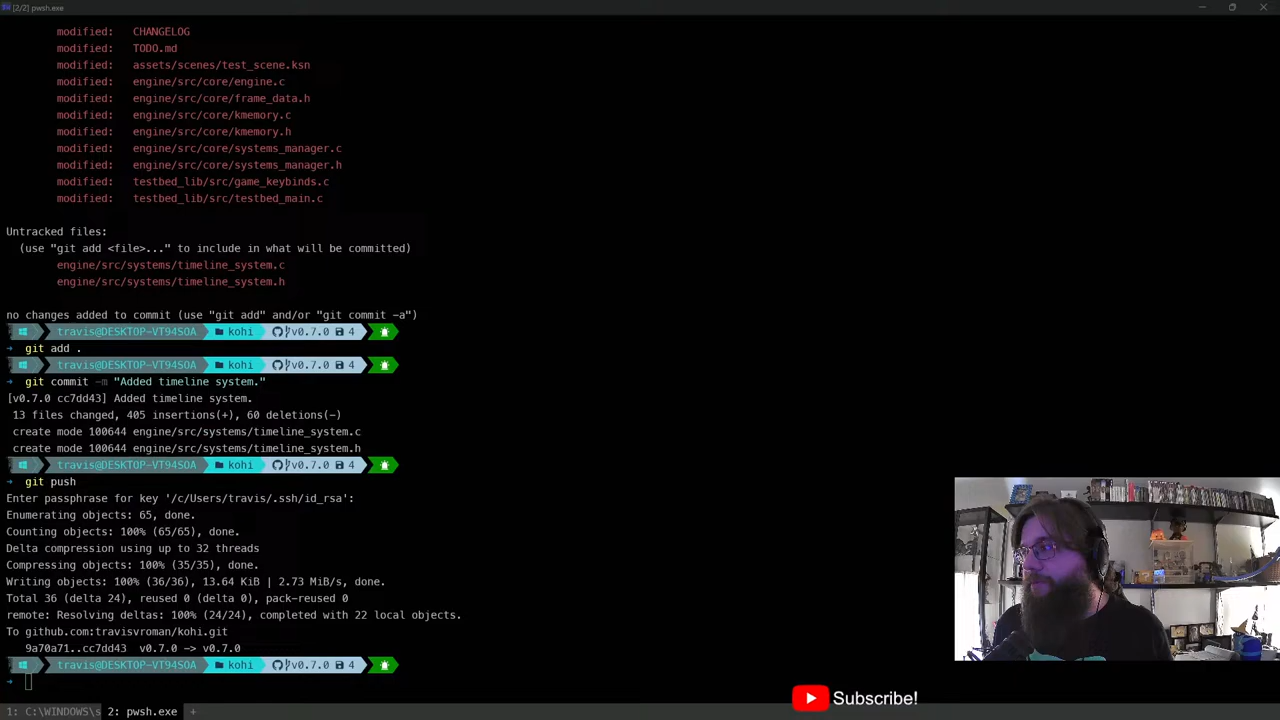 [2/2] pwsh.exe
modified: CHANGELOG
modified: TODO.md
modified: assets/scenes/test_scene.ksn
modified: engine/src/core/engine.c
modified: engine/src/core/frame_data.h
modified: engine/src/core/kmemory.c
modified: engine/src/core/kmemory.h
modified: engine/src/core/systems_manager.c
modified: engine/src/core/systems_manager.h
modified: testbed_lib/src/game_keybinds.c
modified: testbed_lib/src/testbed_main.c
Untracked files:
(use "git add <file>..." to include in what will be committed)
engine/src/systems/timeline_system.c
engine/src/systems/timeline_system.h
no changes added to commit (use "git add" and/or "git commit -a")
travis@DESKTOP-VT94SOA kohi v0.7.0 4
→ git add .
travis@DESKTOP-VT94SOA kohi v0.7.0 4
→ git commit -m "Added timeline system."
[v0.7.0 cc7dd43] Added timeline system.
13 files changed, 405 insertions(+), 60 deletions(-)
create mode 100644 engine/src/systems/timeline_system.c
create mode 100644 engine/src/systems/timeline_system.h
travis@DESKTOP-VT94SOA kohi v0.7.0 4
→ git push
Enter passphrase for key '/c/Users/travis/.ssh/id_rsa':
Enumerating objects: 65, done.
Counting objects: 100% (65/65), done.
Delta compression using up to 32 threads
Compressing objects: 100% (35/35), done.
Writing objects: 100% (36/36), 13.64 KiB | 2.73 MiB/s, done.
Total 36 (delta 24), reused 0 (delta 0), pack-reused 0
remote: Resolving deltas: 100% (24/24), completed with 22 local objects.
To github.com:travisvroman/kohi.git
9a70a71..cc7dd43 v0.7.0 -> v0.7.0
travis@DESKTOP-VT94SOA kohi v0.7.0 4
→
Subscribe!
1: C:\WINDOWS\s 2: pwsh.exe +